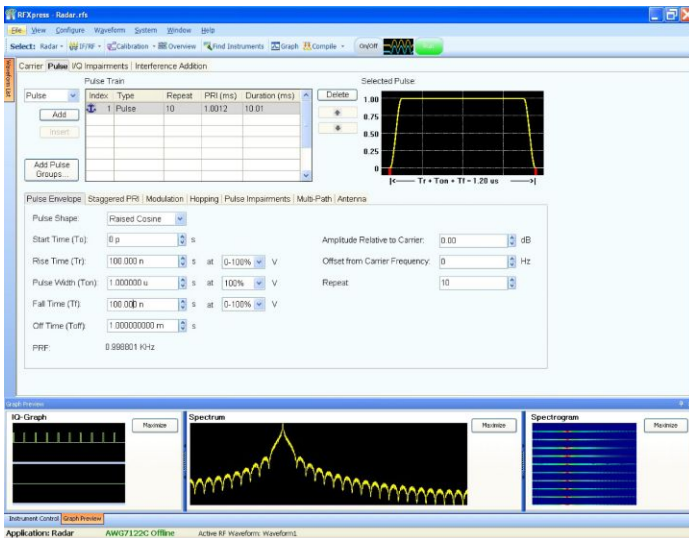 RFXpress - Radar.rfs
File View Configure Waveform System Window Help
Select: Radar IF/RF Calibration Overview Find Instruments Graph Compile On/Off
Waveform List
Carrier Pulse I/Q Impairments Interference Addition
Pulse Train
Selected Pulse:
Pulse
Add
Insert
Add Pulse Groups...
Index Type Repeat PRI (ms) Duration (ms)
1 Pulse 10 1.0012 10.01
Delete
1.00
0.75
0.50
0.25
0
Tr + Ton + Tf = 1.20 us
Pulse Envelope Staggered PRI Modulation Hopping Pulse Impairments Multi-Path Antenna
Pulse Shape: Raised Cosine
Start Time (To): 0 p s Amplitude Relative to Carrier: 0.00 dB
Rise Time (Tr): 100.000 n s at 0-100% V Offset from Carrier Frequency: 0 Hz
Pulse Width (Ton): 1.000000 u s at 100% V Repeat 10
Fall Time (Tf): 100.000 n s at 0-100% V
Off Time (Toff): 1.000000000 m s
PRF: 0.998801 KHz
Graph Preview
IQ-Graph Maximize
Spectrum Maximize
Spectrogram Maximize
Instrument Control Graph Preview
Application: Radar AWG7122C Offline Active RF Waveform: Waveform1